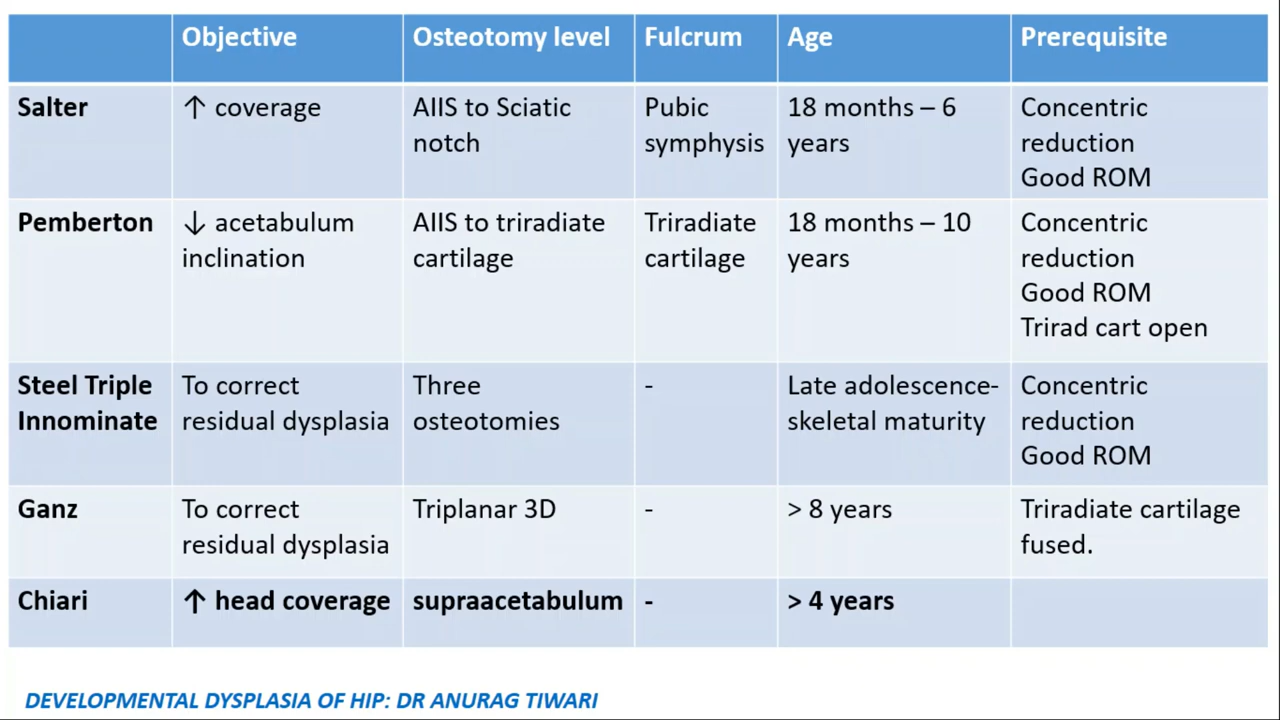 Objective Osteotomy level Fulcrum Age Prerequisite
Salter ↑ coverage AIIS to Sciatic Pubic 18 months – 6 Concentric
notch symphysis years reduction
Good ROM
Pemberton ↓ acetabulum AIIS to triradiate Triradiate 18 months – 10 Concentric
inclination cartilage cartilage years reduction
Good ROM
Trirad cart open
Steel Triple To correct Three - Late adolescence- Concentric
Innominate residual dysplasia osteotomies skeletal maturity reduction
Good ROM
Ganz To correct Triplanar 3D - > 8 years Triradiate cartilage
residual dysplasia fused.
Chiari ↑ head coverage supraacetabulum - > 4 years
DEVELOPMENTAL DYSPLASIA OF HIP: DR ANURAG TIWARI